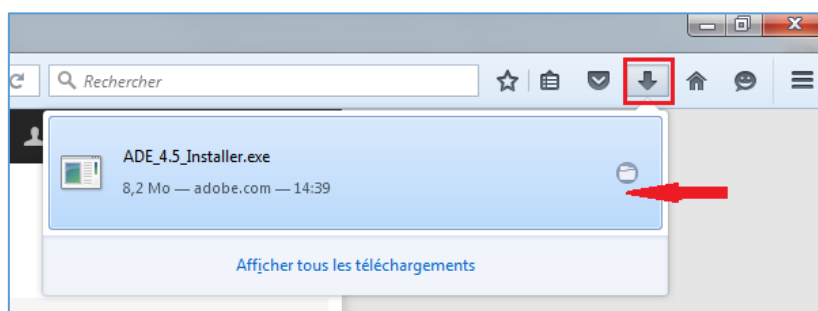 Rechercher
ADE_4.5_Installer.exe
8,2 Mo — adobe.com — 14:39
Afficher tous les téléchargements